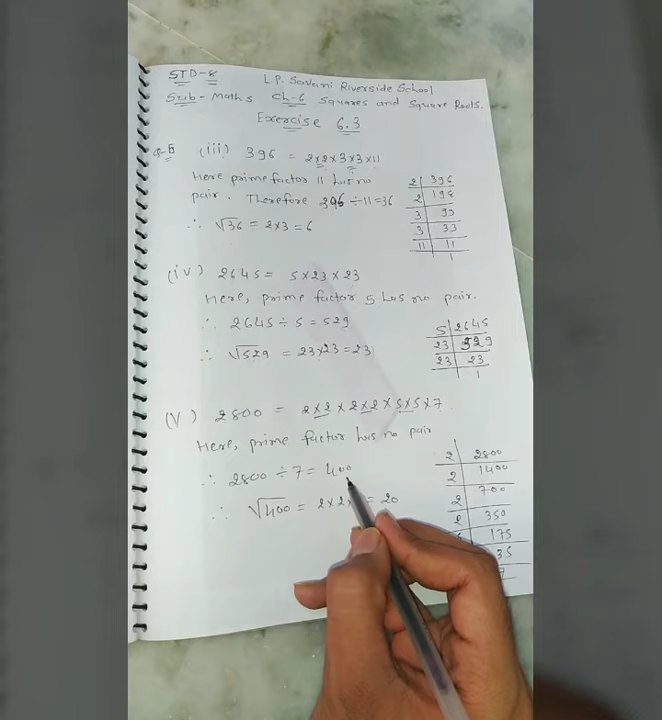 STD-8 L.P. Savani Riverside School
Sub - Maths Ch-6 Squares and Square Roots.
Exercise 6.3
Q-6 (iii) 396 = 2×2×3×3×11
Here prime factor 11 has no
pair. Therefore 396 ÷ 11 = 36
∴ √36 = 2×3 = 6
2 | 396
2 | 198
3 | 99
3 | 33
11 | 11
1
(iv) 2645 = 5×23×23
Here, prime factor 5 has no pair.
∴ 2645 ÷ 5 = 529
∴ √529 = 23×23 = 23
5 | 2645
23 | 529
23 | 23
1
(V) 2800 = 2×2×2×2×5×5×7
Here, prime factor has no pair
∴ 2800 ÷ 7 = 400
∴ √400 = 2×2× = 20
2 | 2800
2 | 1400
2 | 700
2 | 350
175
35
7